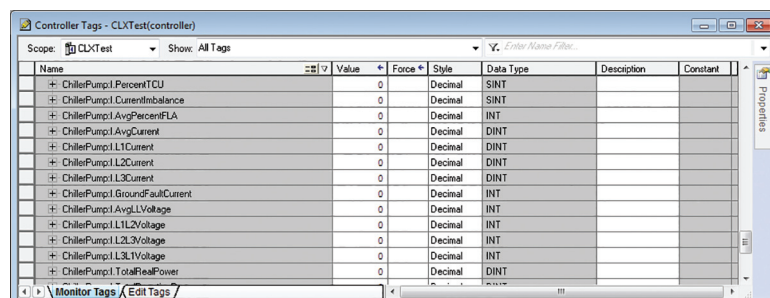 Controller Tags - CLXTest(controller)
Scope: CLXTest Show: All Tags Enter Name Filter...
Name Value Force Style Data Type Description Constant
ChillerPump:I.PercentTCU 0 Decimal SINT
ChillerPump:I.CurrentImbalance 0 Decimal SINT
ChillerPump:I.AvgPercentFLA 0 Decimal INT
ChillerPump:I.AvgCurrent 0 Decimal DINT
ChillerPump:I.L1Current 0 Decimal DINT
ChillerPump:I.L2Current 0 Decimal DINT
ChillerPump:I.L3Current 0 Decimal DINT
ChillerPump:I.GroundFaultCurrent 0 Decimal INT
ChillerPump:I.AvgLLVoltage 0 Decimal INT
ChillerPump:I.L1L2Voltage 0 Decimal INT
ChillerPump:I.L2L3Voltage 0 Decimal INT
ChillerPump:I.L3L1Voltage 0 Decimal INT
ChillerPump:I.TotalRealPower 0 Decimal DINT
Monitor Tags Edit Tags
Properties